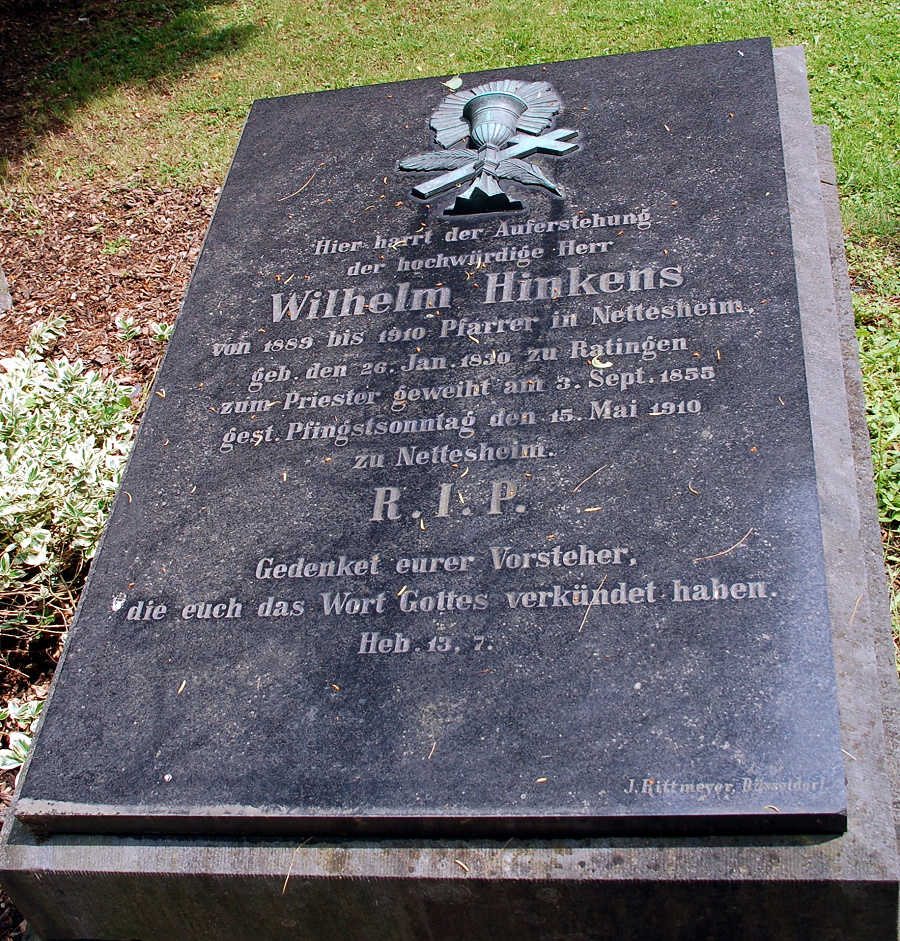 Hier harrt der Auferstehung
der hochwürdige Herr
Wilhelm Hinkens
von 1889 bis 1910 Pfarrer in Nettesheim,
geb. den 26. Jan. 1830 zu Ratingen
zum Priester geweiht am 3. Sept. 1855
gest. Pfingstsonntag den 15. Mai 1910
zu Nettesheim.
R. I. P.
Gedenket eurer Vorsteher,
die euch das Wort Gottes verkündet haben.
Heb. 13, 7.
J. Rittmeyer, Düsseldorf.